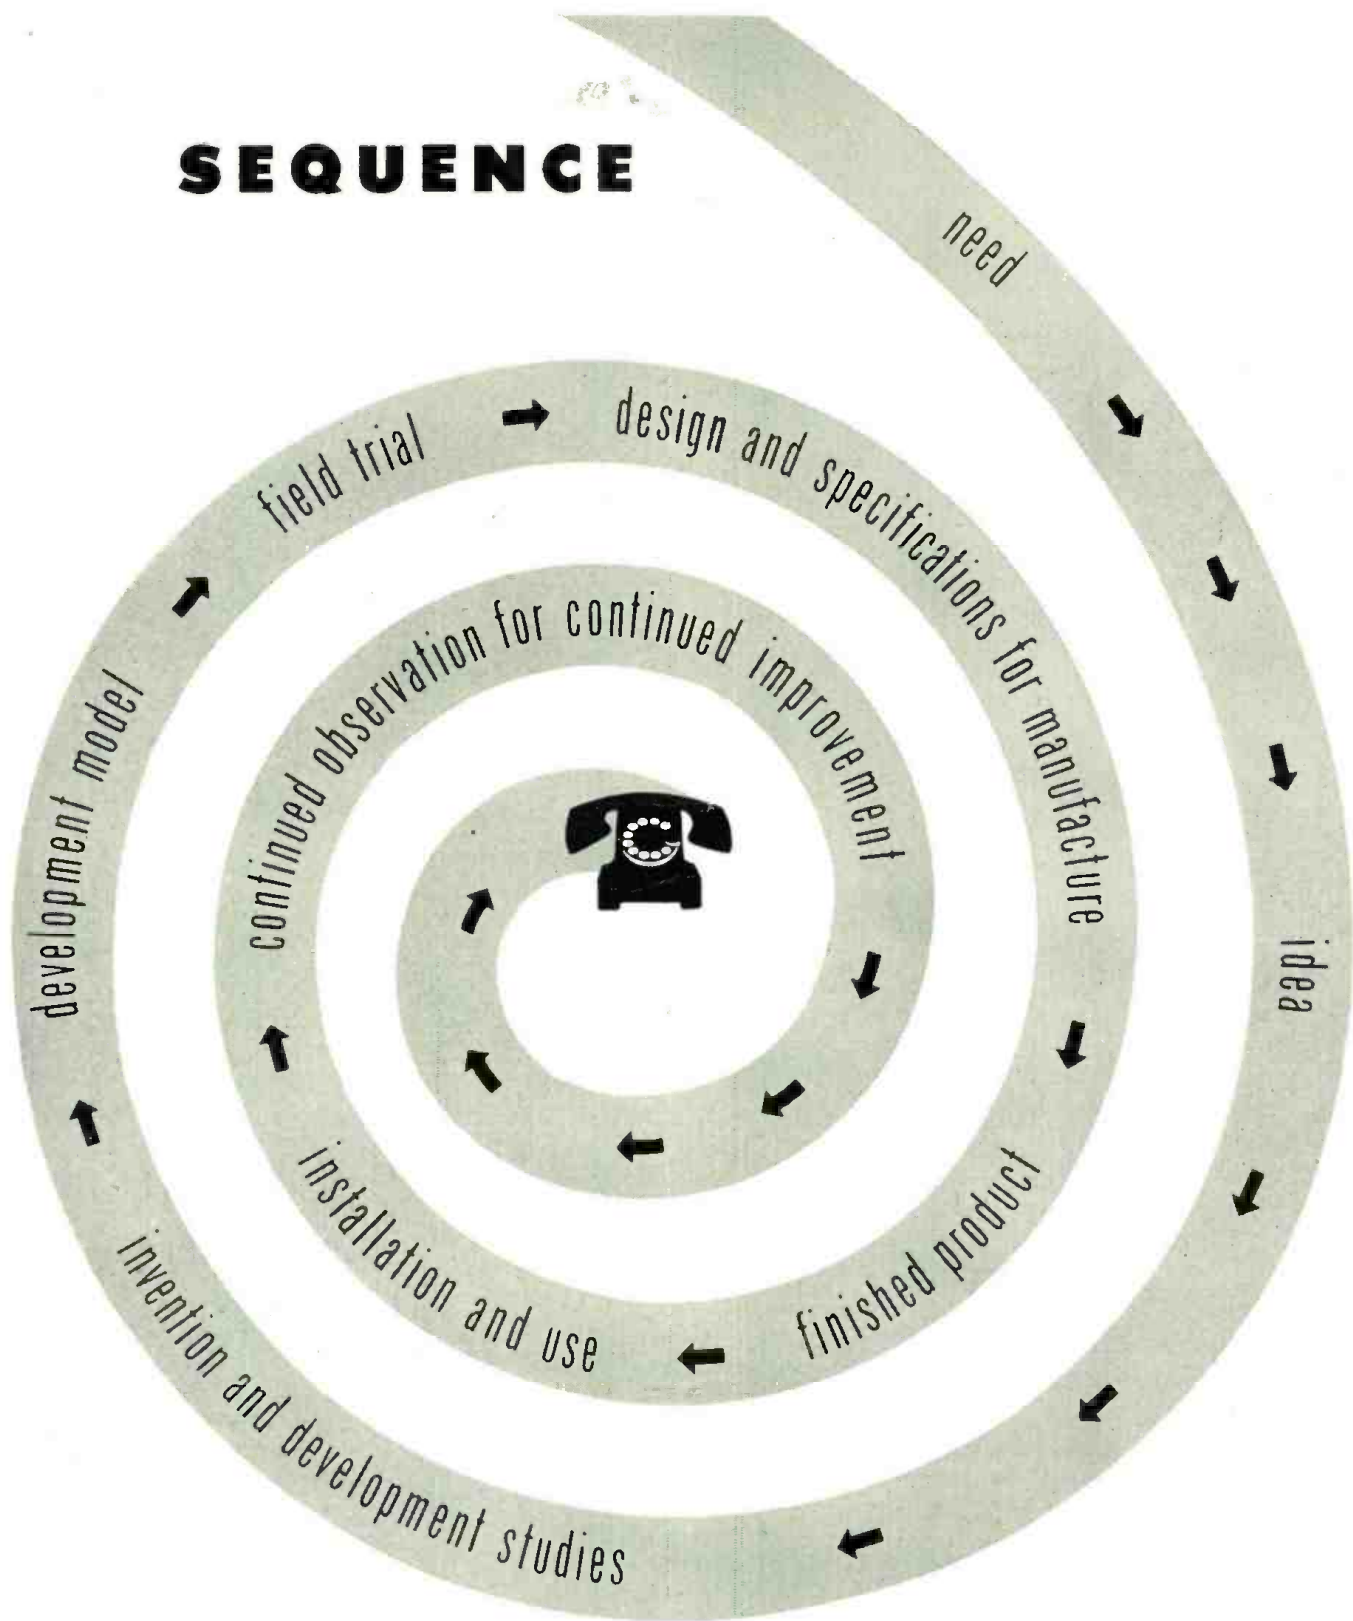 SEQUENCE
need
idea
invention and development studies
development model
field trial
design and specifications for manufacture
finished product
installation and use
continued observation for continued improvement